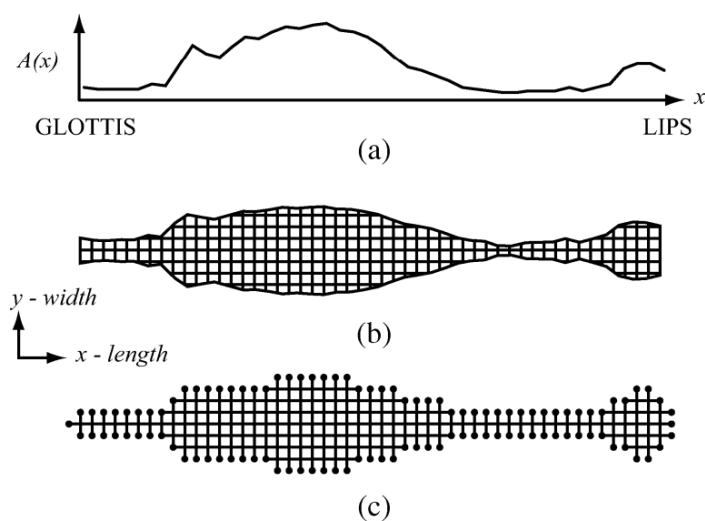 A(x)
x
GLOTTIS LIPS
(a)
(b)
y - width
x - length
(c)